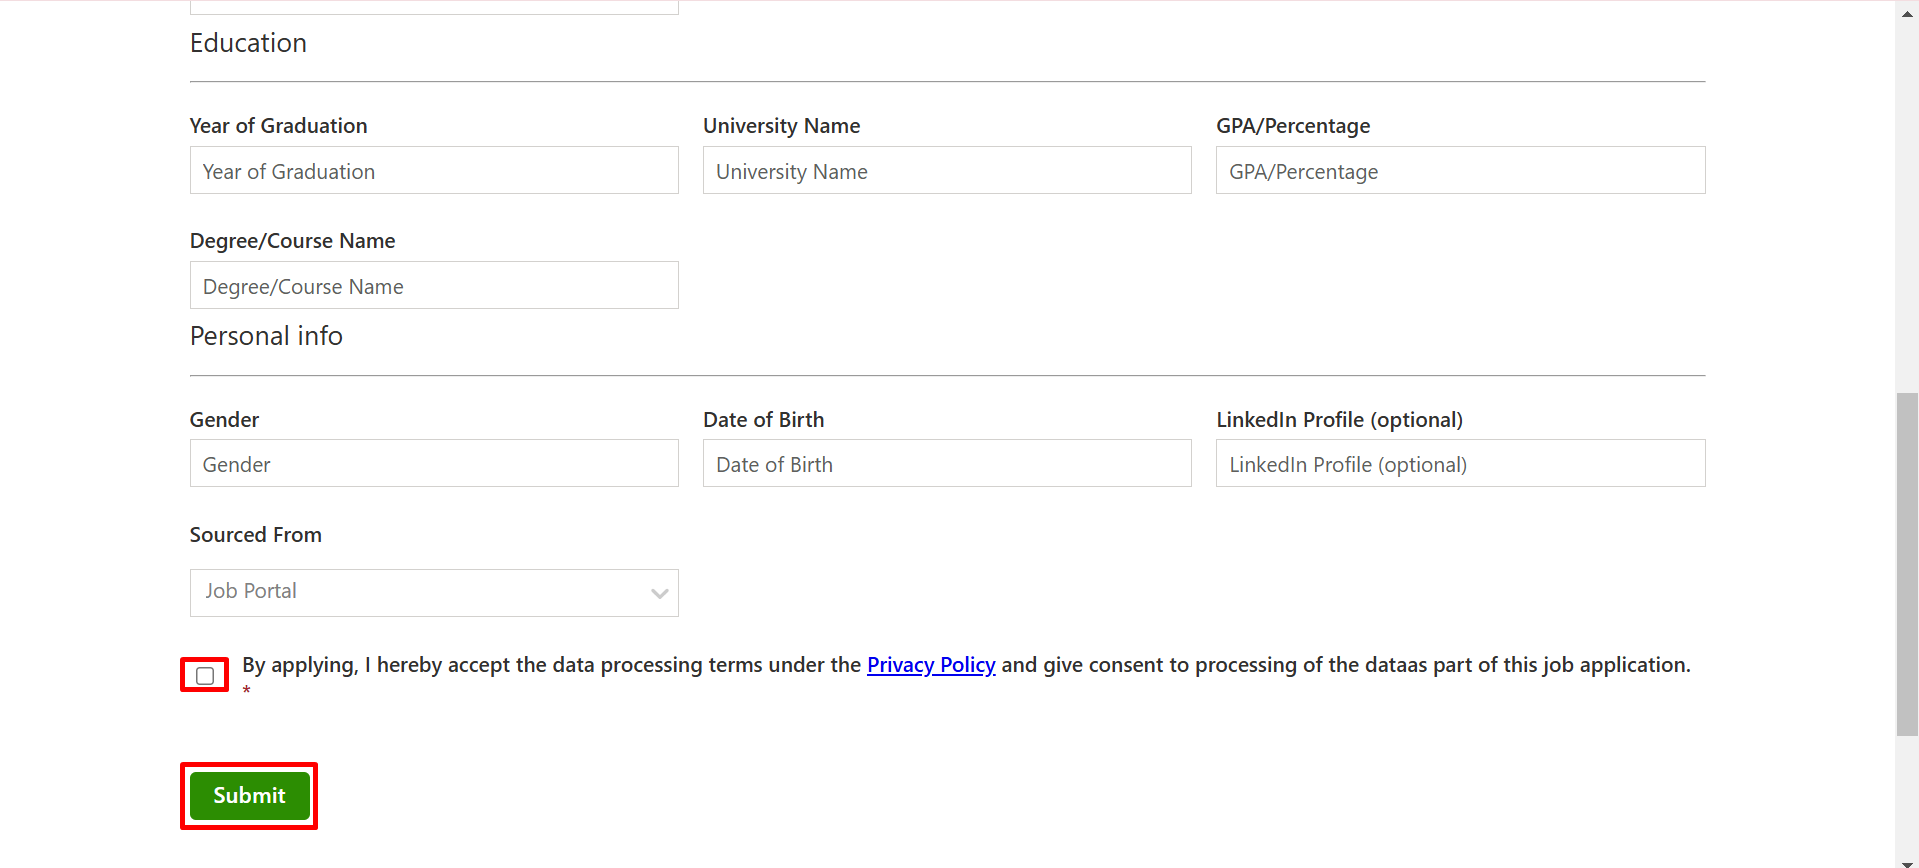 Education
Year of Graduation
University Name
GPA/Percentage
Year of Graduation
University Name
GPA/Percentage
Degree/Course Name
Degree/Course Name
Personal info
Gender
Date of Birth
LinkedIn Profile (optional)
Gender
Date of Birth
LinkedIn Profile (optional)
Sourced From
Job Portal
By applying, I hereby accept the data processing terms under the Privacy Policy and give consent to processing of the dataas part of this job application.
*
Submit